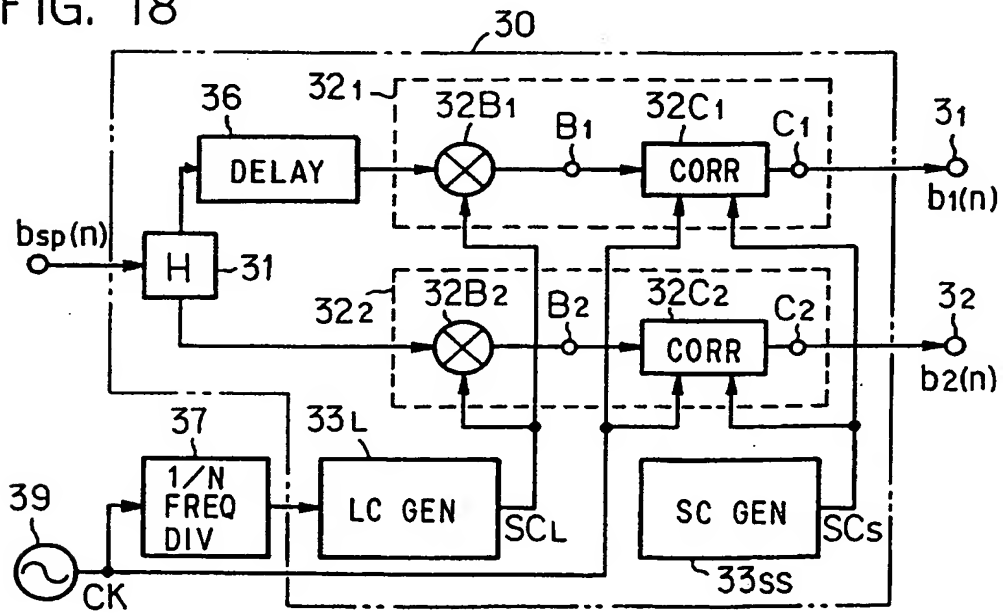 FIG. 18
30
36
DELAY
321
32B1
B1
32C1
CORR
C1
31
b1(n)
bsp(n)
H
31
322
32B2
B2
32C2
CORR
C2
32
b2(n)
39
CK
37
1/N
FREQ
DIV
33L
LC GEN
SCL
SC GEN
SCS
33SS